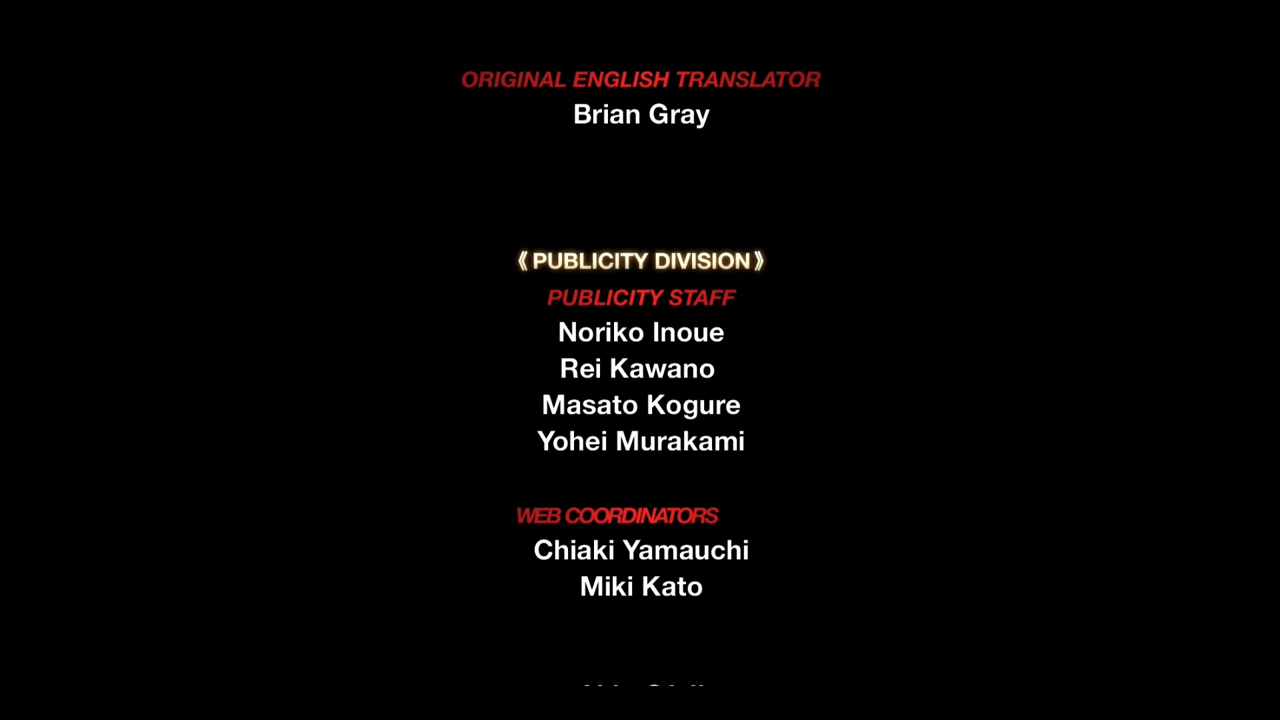 ORIGINAL ENGLISH TRANSLATOR
Brian Gray
《PUBLICITY DIVISION》
PUBLICITY STAFF
Noriko Inoue
Rei Kawano
Masato Kogure
Yohei Murakami
WEB COORDINATORS
Chiaki Yamauchi
Miki Kato